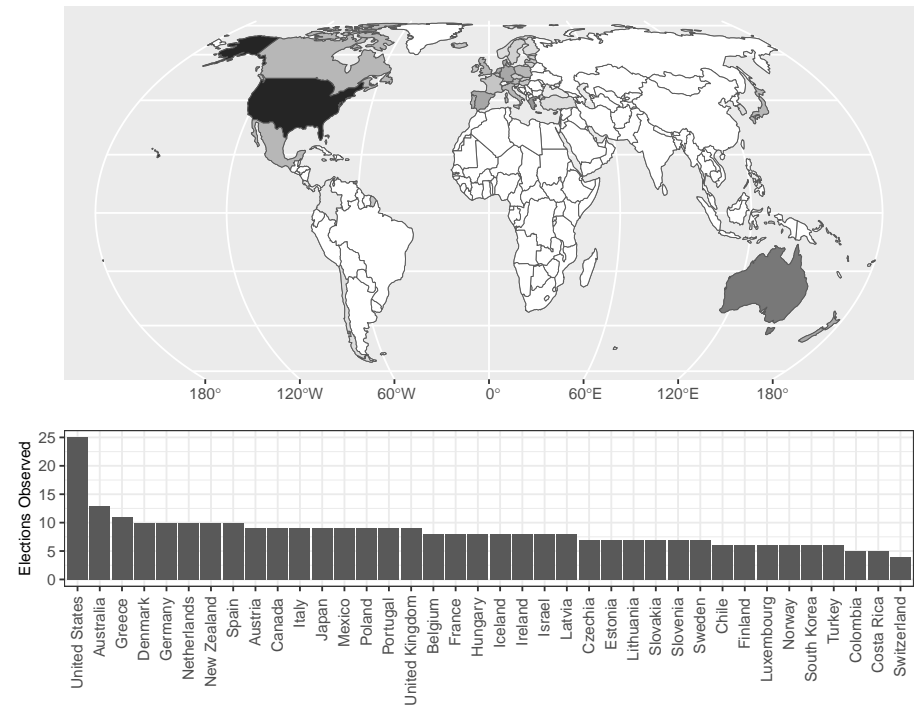 180°
120°W
60°W
0°
60°E
120°E
180°
Elections Observed
25
20
15
10
5
0
United States
Australia
Greece
Denmark
Germany
Netherlands
New Zealand
Spain
Austria
Canada
Italy
Japan
Mexico
Poland
Portugal
United Kingdom
Belgium
France
Hungary
Iceland
Ireland
Israel
Latvia
Czechia
Estonia
Lithuania
Slovakia
Slovenia
Sweden
Chile
Finland
Luxembourg
Norway
South Korea
Turkey
Colombia
Costa Rica
Switzerland